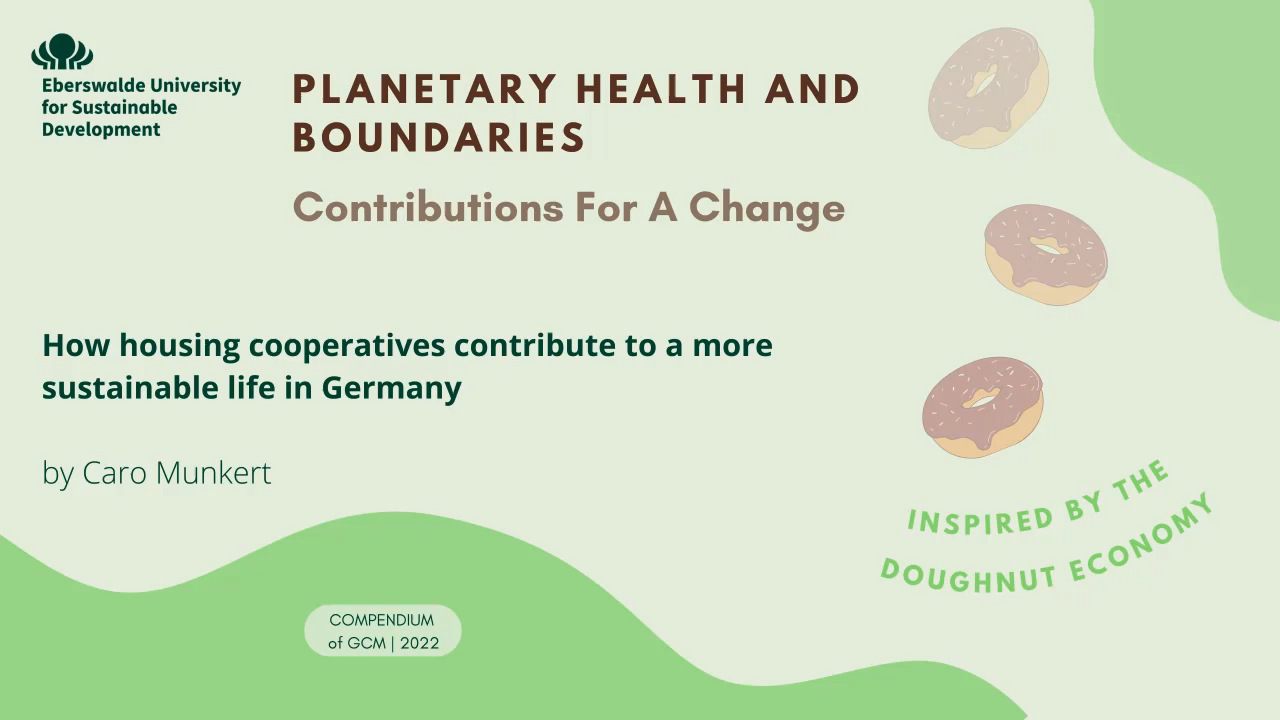 Eberswalde University
for Sustainable
Development
PLANETARY HEALTH AND
BOUNDARIES
Contributions For A Change
How housing cooperatives contribute to a more
sustainable life in Germany
by Caro Munkert
INSPIRED BY THE
DOUGHNUT ECONOMY
COMPENDIUM
of GCM | 2022